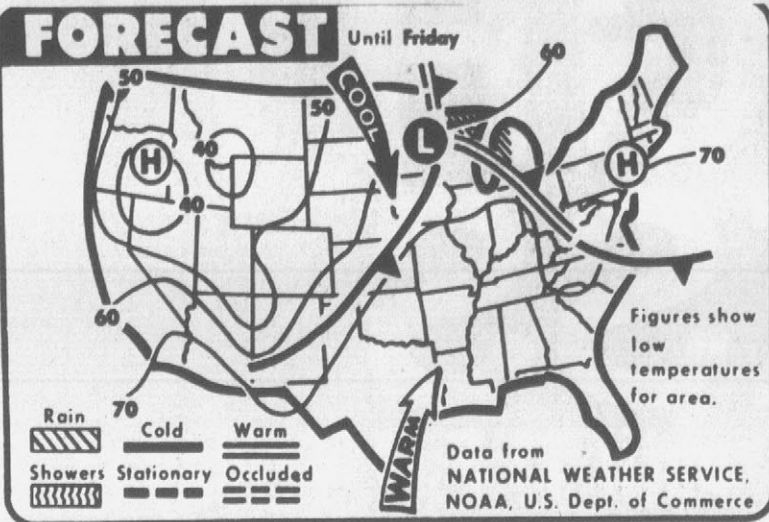 FORECAST
Until Friday
50
COOL
50
60
L
H
40
40
H
70
60
70
Figures show
low
temperatures
for area.
WARM
Rain
Cold
Warm
Showers
Stationary
Occluded
Data from
NATIONAL WEATHER SERVICE,
NOAA, U.S. Dept. of Commerce